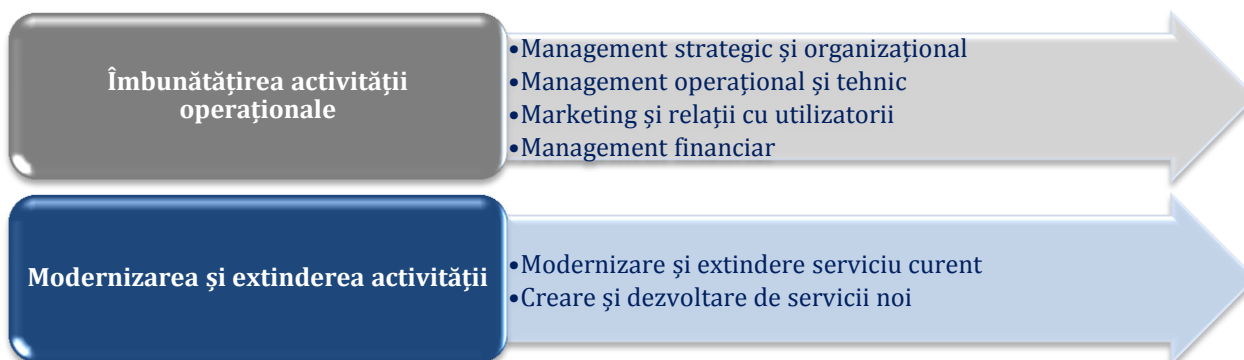 Îmbunătățirea activității
operaționale
•Management strategic și organizațional
•Management operațional și tehnic
•Marketing și relații cu utilizatorii
•Management financiar
Modernizarea și extinderea activității
•Modernizare și extindere serviciu curent
•Creare și dezvoltare de servicii noi